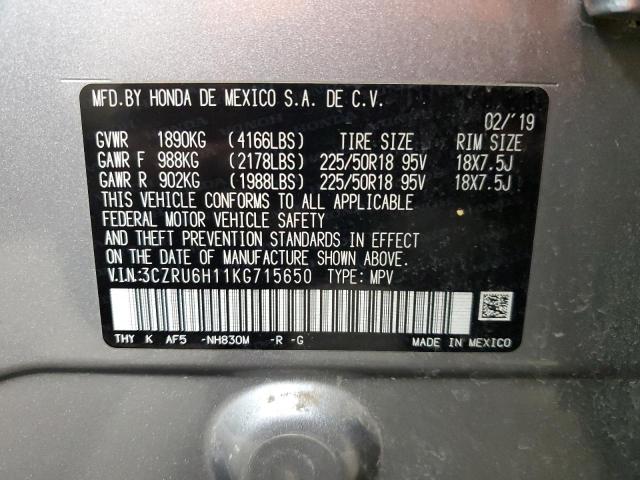 MFD.BY HONDA DE MEXICO S.A. DE C.V.
02/'19
GVWR 1890KG (4166LBS) TIRE SIZE RIM SIZE
GAWR F 988KG (2178LBS) 225/50R18 95V 18X7.5J
GAWR R 902KG (1988LBS) 225/50R18 95V 18X7.5J
THIS VEHICLE CONFORMS TO ALL APPLICABLE
FEDERAL MOTOR VEHICLE SAFETY
AND THEFT PREVENTION STANDARDS IN EFFECT
ON THE DATE OF MANUFACTURE SHOWN ABOVE.
V.I.N:3CZRU6H11KG715650 TYPE: MPV
THY K AF5 -NH830M -R -G MADE IN MEXICO